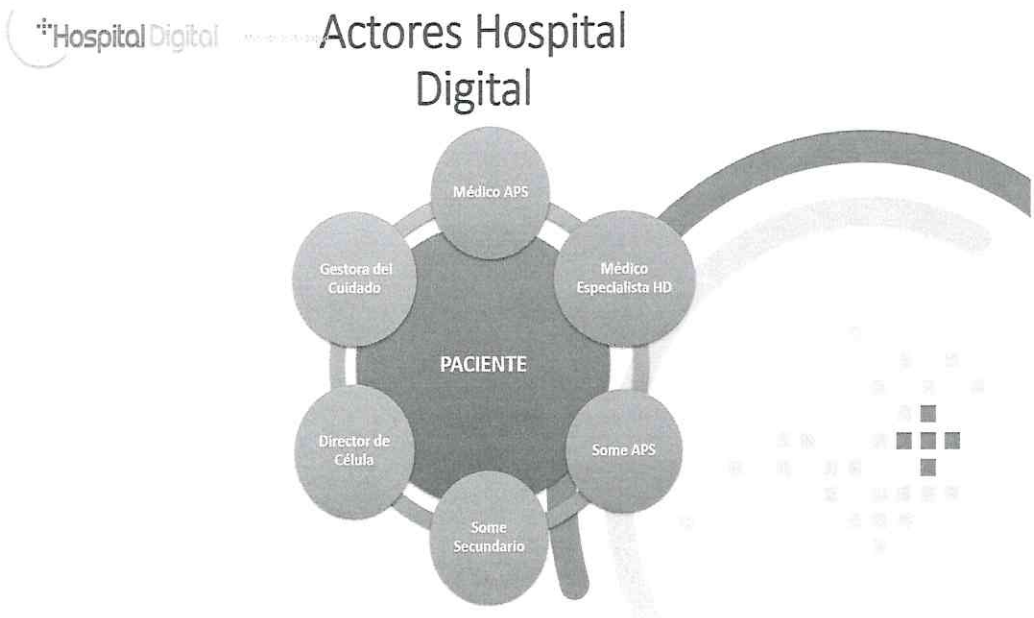 Hospital Digital
Actores Hospital
Digital
Médico APS
Médico
Especialista HD
Some APS
Some
Secundario
Director de
Célula
Gestora del
Cuidado
PACIENTE